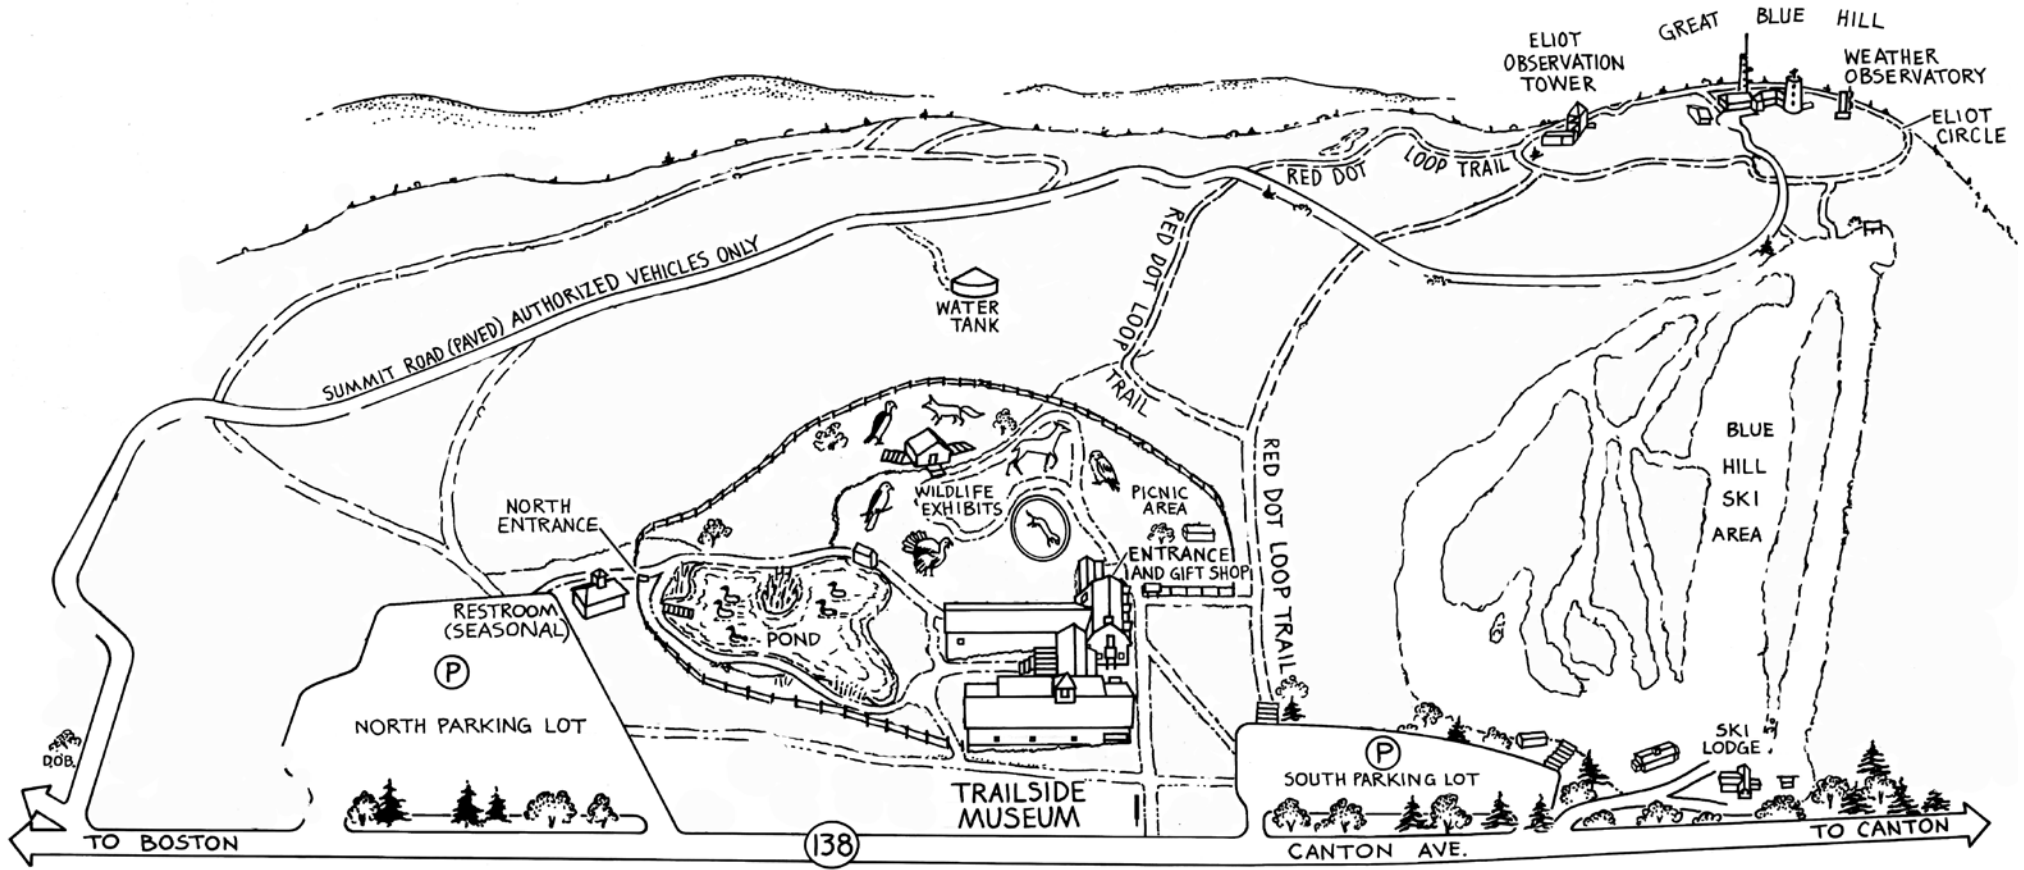 GREAT BLUE HILL
ELIOT
OBSERVATION
TOWER
WEATHER
OBSERVATORY
ELIOT
CIRCLE
RED DOT
LOOP TRAIL
RED DOT LOOP
TRAIL
SUMMIT ROAD (PAVED) AUTHORIZED VEHICLES ONLY
WATER
TANK
NORTH
ENTRANCE
WILDLIFE
EXHIBITS
PICNIC
AREA
ENTRANCE
AND GIFT SHOP
RED DOT LOOP TRAIL
BLUE
HILL
SKI
AREA
RESTROOM
(SEASONAL)
POND
P
NORTH PARKING LOT
D.O.B.
TRAILSIDE
MUSEUM
P
SOUTH PARKING LOT
SKI
LODGE
TO BOSTON
138
CANTON AVE.
TO CANTON